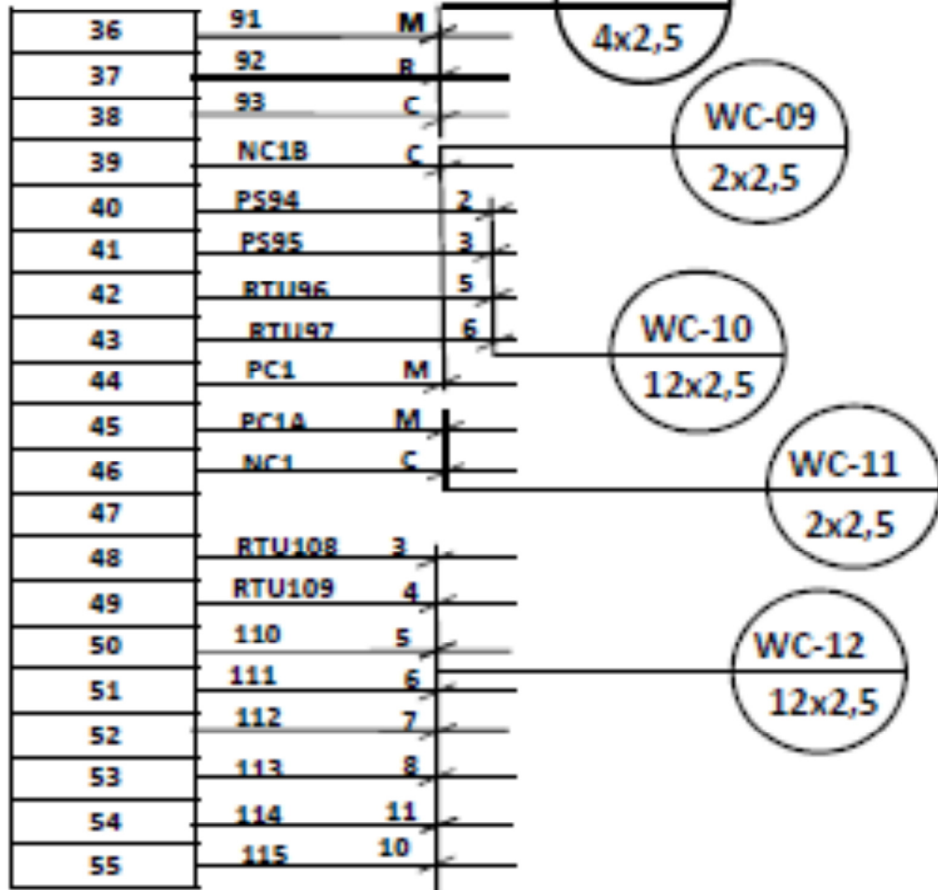 36 91 M
4x2,5
37 92 B
38 93 C
WC-09
39 NC1B C
2x2,5
40 PS94 2
41 PS95 3
42 RTU96 5
43 RTU97 6
WC-10
44 PC1 M
12x2,5
45 PC1A M
46 NC1 C
WC-11
47
2x2,5
48 RTU108 3
49 RTU109 4
50 110 5
WC-12
51 111 6
12x2,5
52 112 7
53 113 8
54 114 11
55 115 10